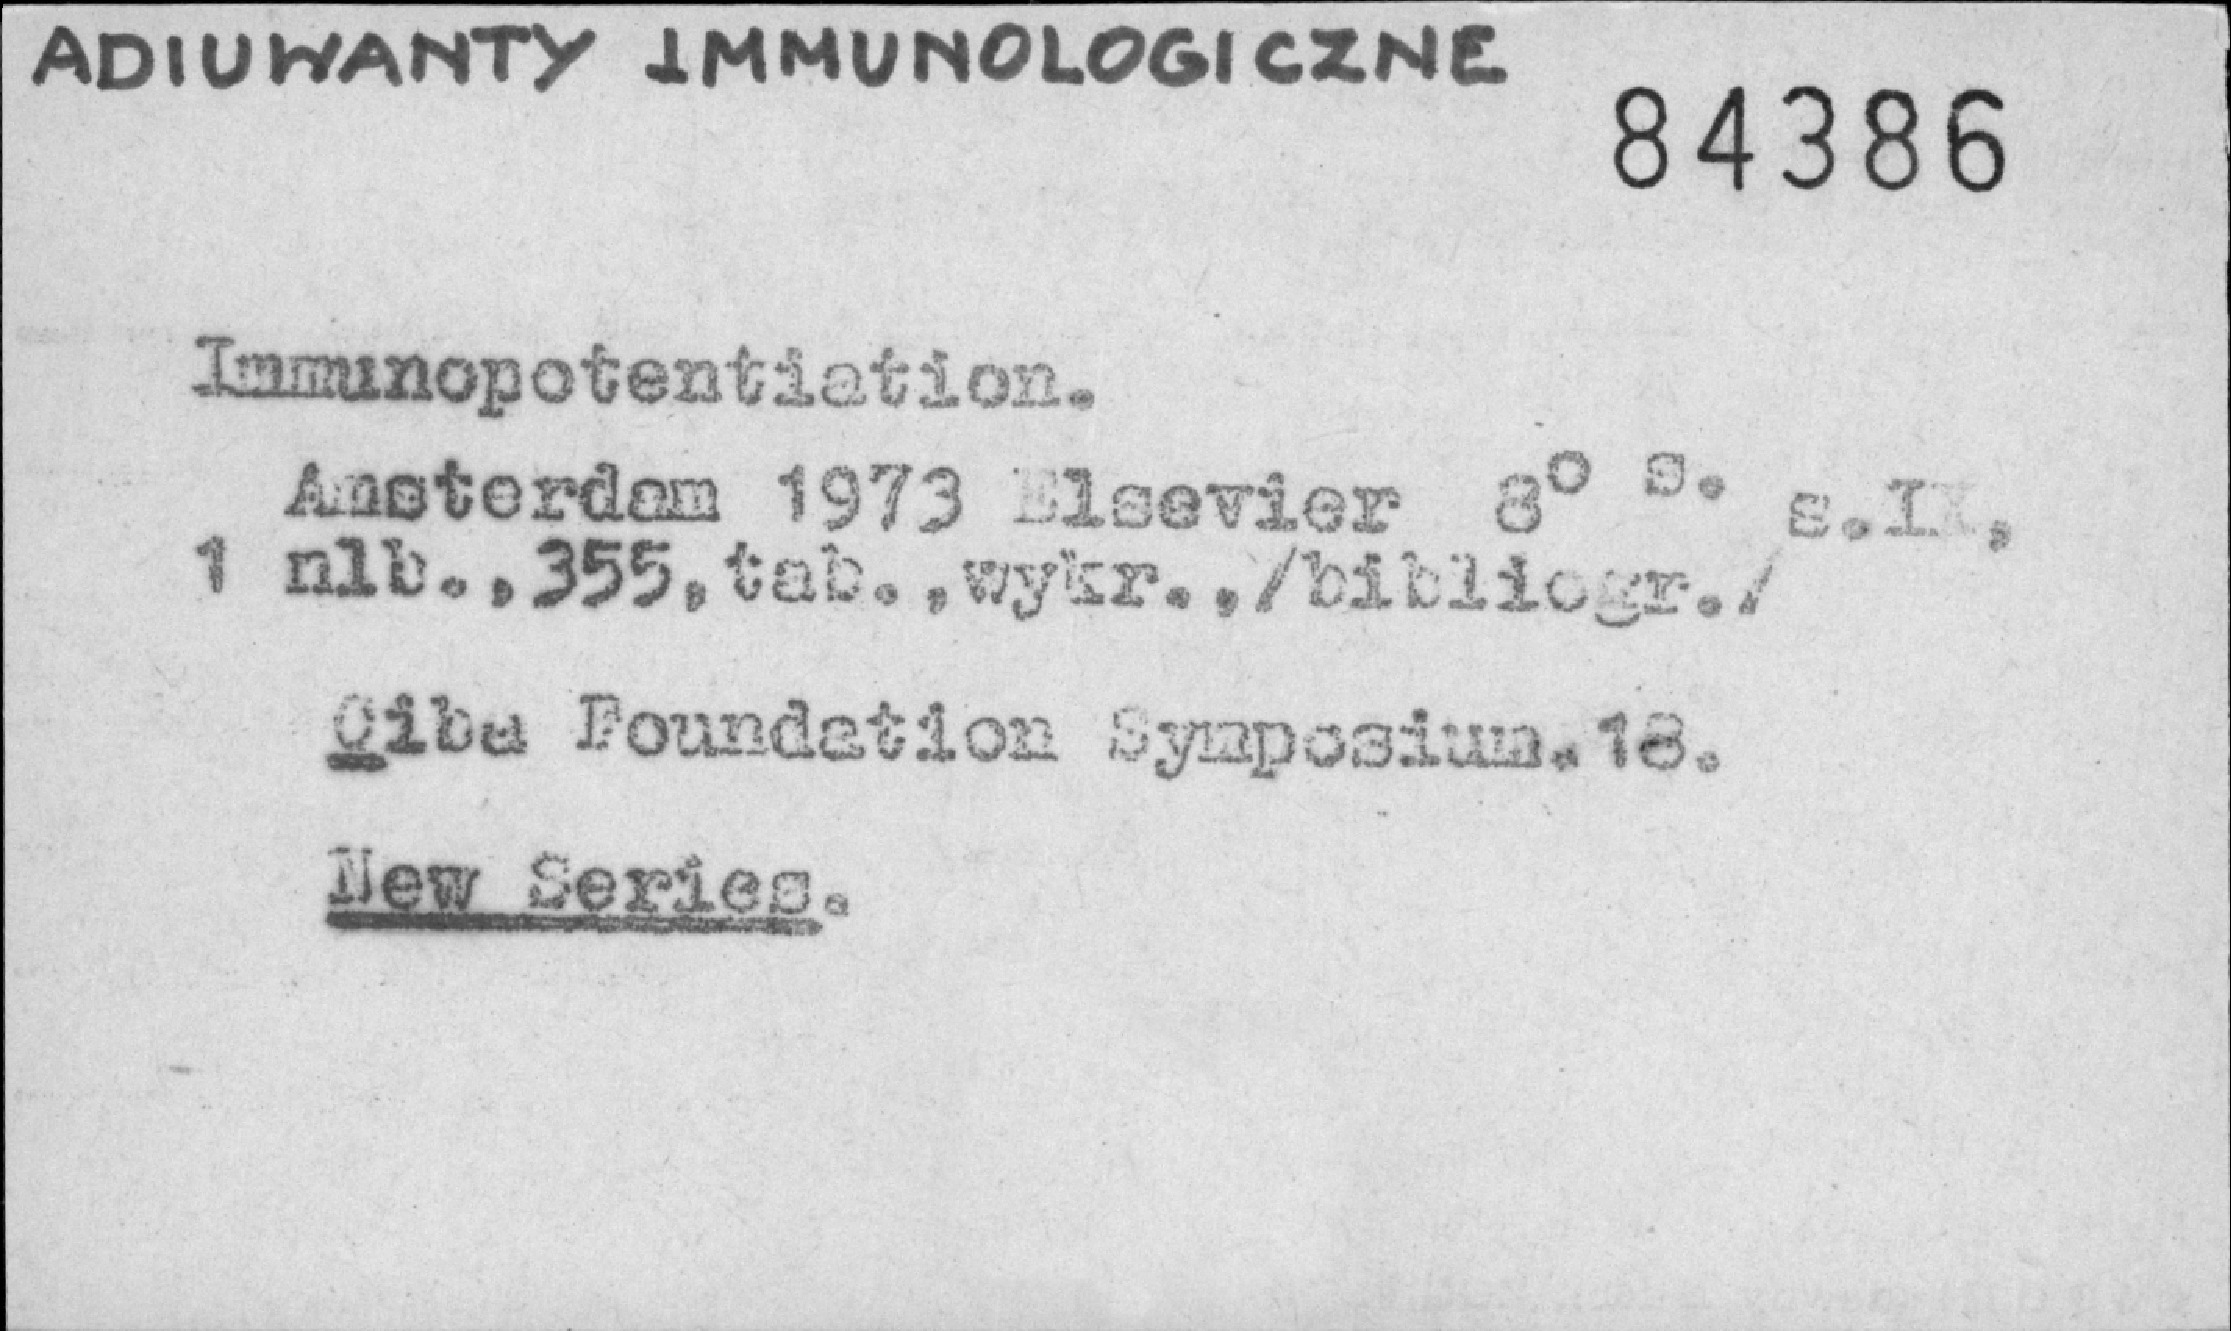 ADIUWANTY IMMUNOLOGICZNE
84386
Immunopotentiation.
Amsterdam 1973 Elsevier 8° s. s.IX,
1 nlb.,355,tab.,wykr.,/bibliogr./
Ciba Foundation Symposium.18.
New Series.